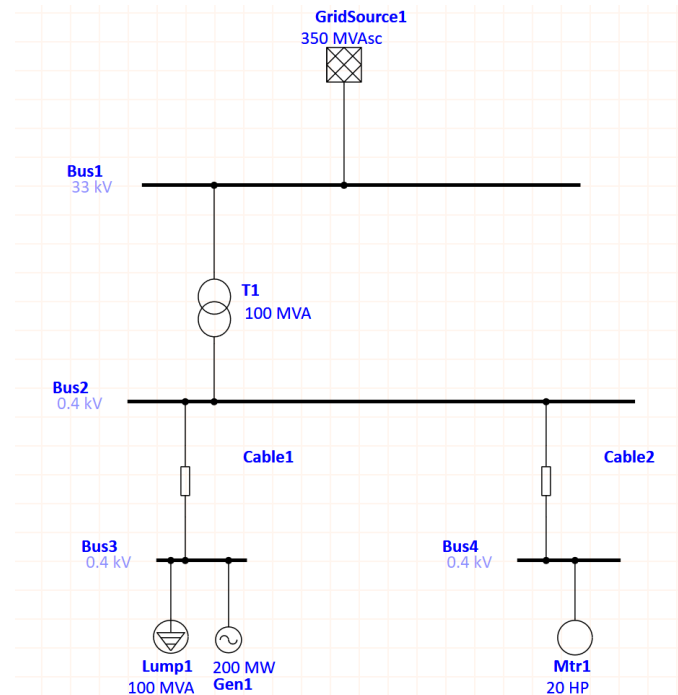 GridSource1
350 MVAsc
Bus1
33 kV
T1
100 MVA
Bus2
0.4 kV
Cable1
Cable2
Bus3
0.4 kV
Bus4
0.4 kV
Lump1
100 MVA
200 MW
Gen1
Mtr1
20 HP